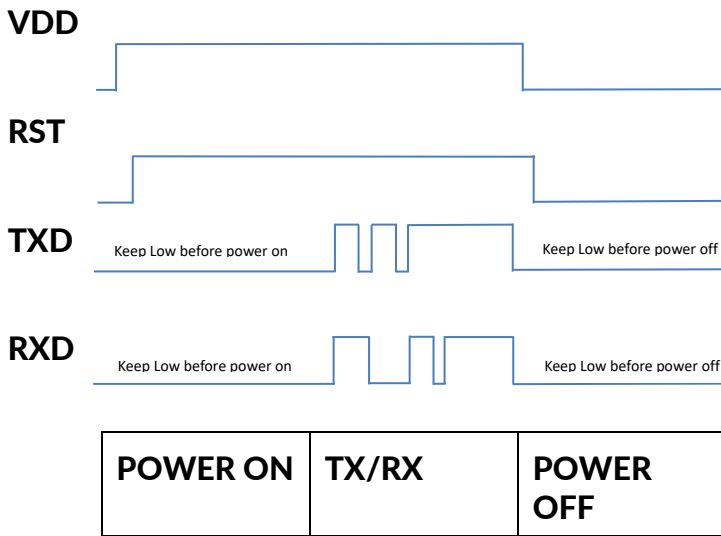 VDD
RST
TXD
Keep Low before power on
Keep Low before power off
RXD
Keep Low before power on
Keep Low before power off
POWER ON
TX/RX
POWER
OFF